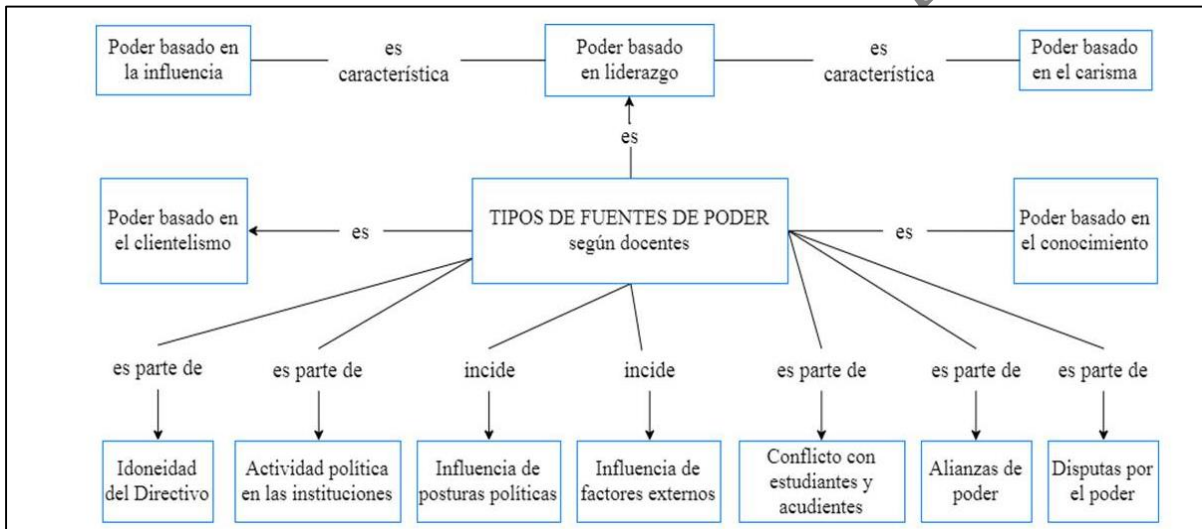 Poder basado en
la influencia
es
característica
Poder basado
en liderazgo
es
característica
Poder basado
en el carisma
es
Poder basado en
el clientelismo
es
TIPOS DE FUENTES DE PODER
según docentes
es
Poder basado en
el conocimiento
es parte de
es parte de
incide
incide
es parte de
es parte de
es parte de
Idoneidad
del Directivo
Actividad política
en las instituciones
Influencia de
posturas políticas
Influencia de
factores externos
Conflicto con
estudiantes y
acudientes
Alianzas de
poder
Disputas por
el poder